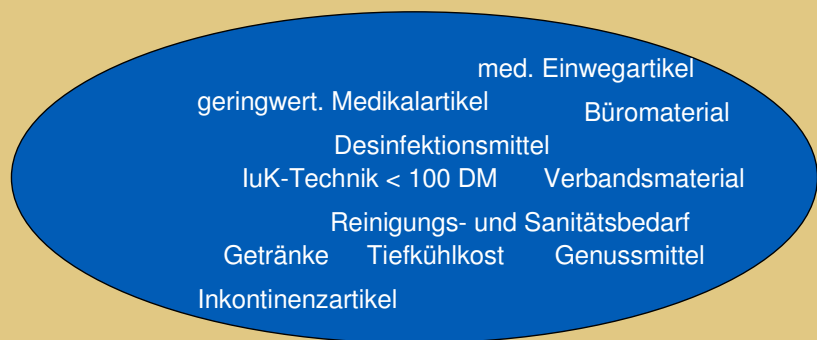 med. Einwegartikel
geringwert. Medikalartikel
Büromaterial
Desinfektionsmittel
IuK-Technik < 100 DM Verbandsmaterial
Reinigungs- und Sanitätsbedarf
Getränke Tiefkühlkost Genussmittel
Inkontinenzartikel